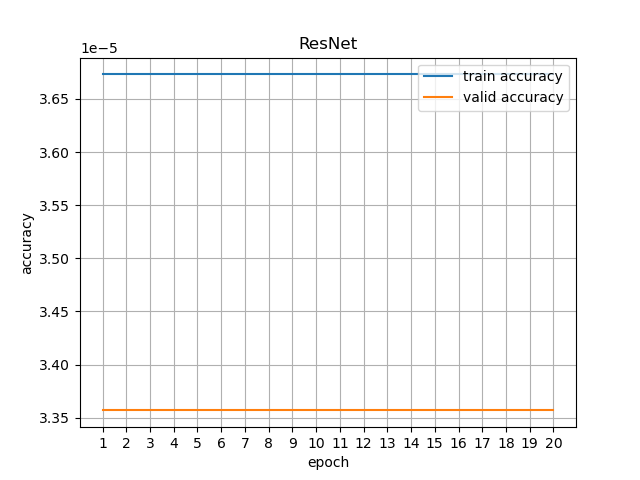 ResNet
1e−5
train accuracy
valid accuracy
3.65
3.60
3.55
3.50
3.45
3.40
3.35
accuracy
1 2 3 4 5 6 7 8 9 10 11 12 13 14 15 16 17 18 19 20
epoch